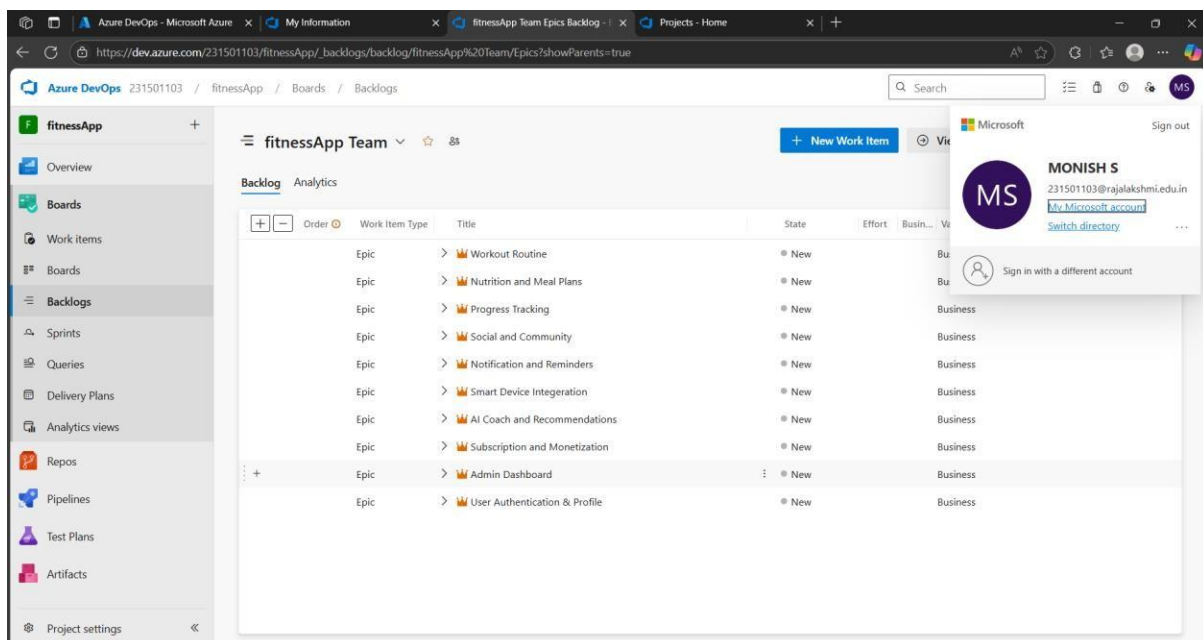 Azure DevOps - Microsoft Azure
My Information
fitnessApp Team Epics Backlog -
Projects - Home
https://dev.azure.com/231501103/fitnessApp/_backlogs/backlog/fitnessApp%20Team/Epics?showParents=true
Azure DevOps 231501103 / fitnessApp / Boards / Backlogs
Search
MS
F fitnessApp
Overview
Boards
Work items
Boards
Backlogs
Sprints
Queries
Delivery Plans
Analytics views
Repos
Pipelines
Test Plans
Artifacts
Project settings
fitnessApp Team
+ New Work Item
Vie
Backlog Analytics
Order Work Item Type Title State Effort Busin... Va
Epic Workout Routine New Bu
Epic Nutrition and Meal Plans New Bu
Epic Progress Tracking New Business
Epic Social and Community New Business
Epic Notification and Reminders New Business
Epic Smart Device Integeration New Business
Epic AI Coach and Recommendations New Business
Epic Subscription and Monetization New Business
Epic Admin Dashboard New Business
Epic User Authentication & Profile New Business
Microsoft Sign out
MS
MONISH S
231501103@rajalakshmi.edu.in
My Microsoft account
Switch directory
Sign in with a different account